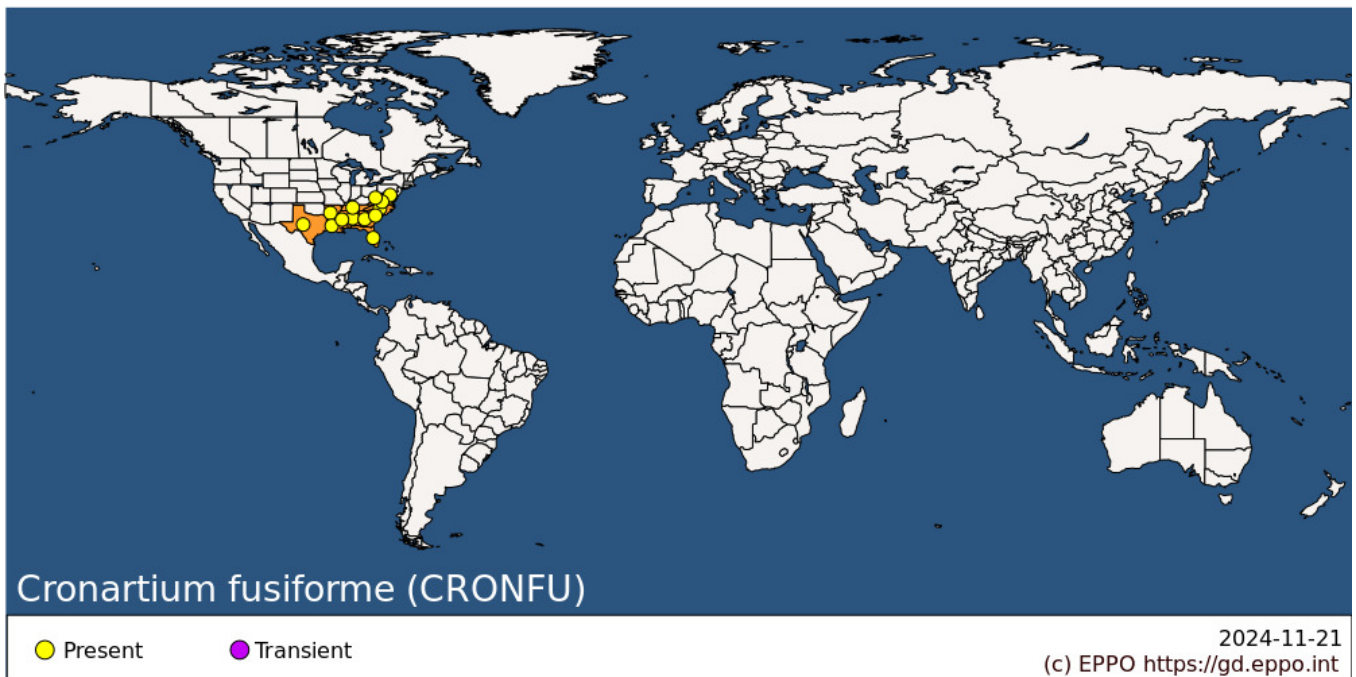 Cronartium fusiforme (CRONFU)
Present
Transient
2024-11-21
(c) EPPO https://gd.eppo.int